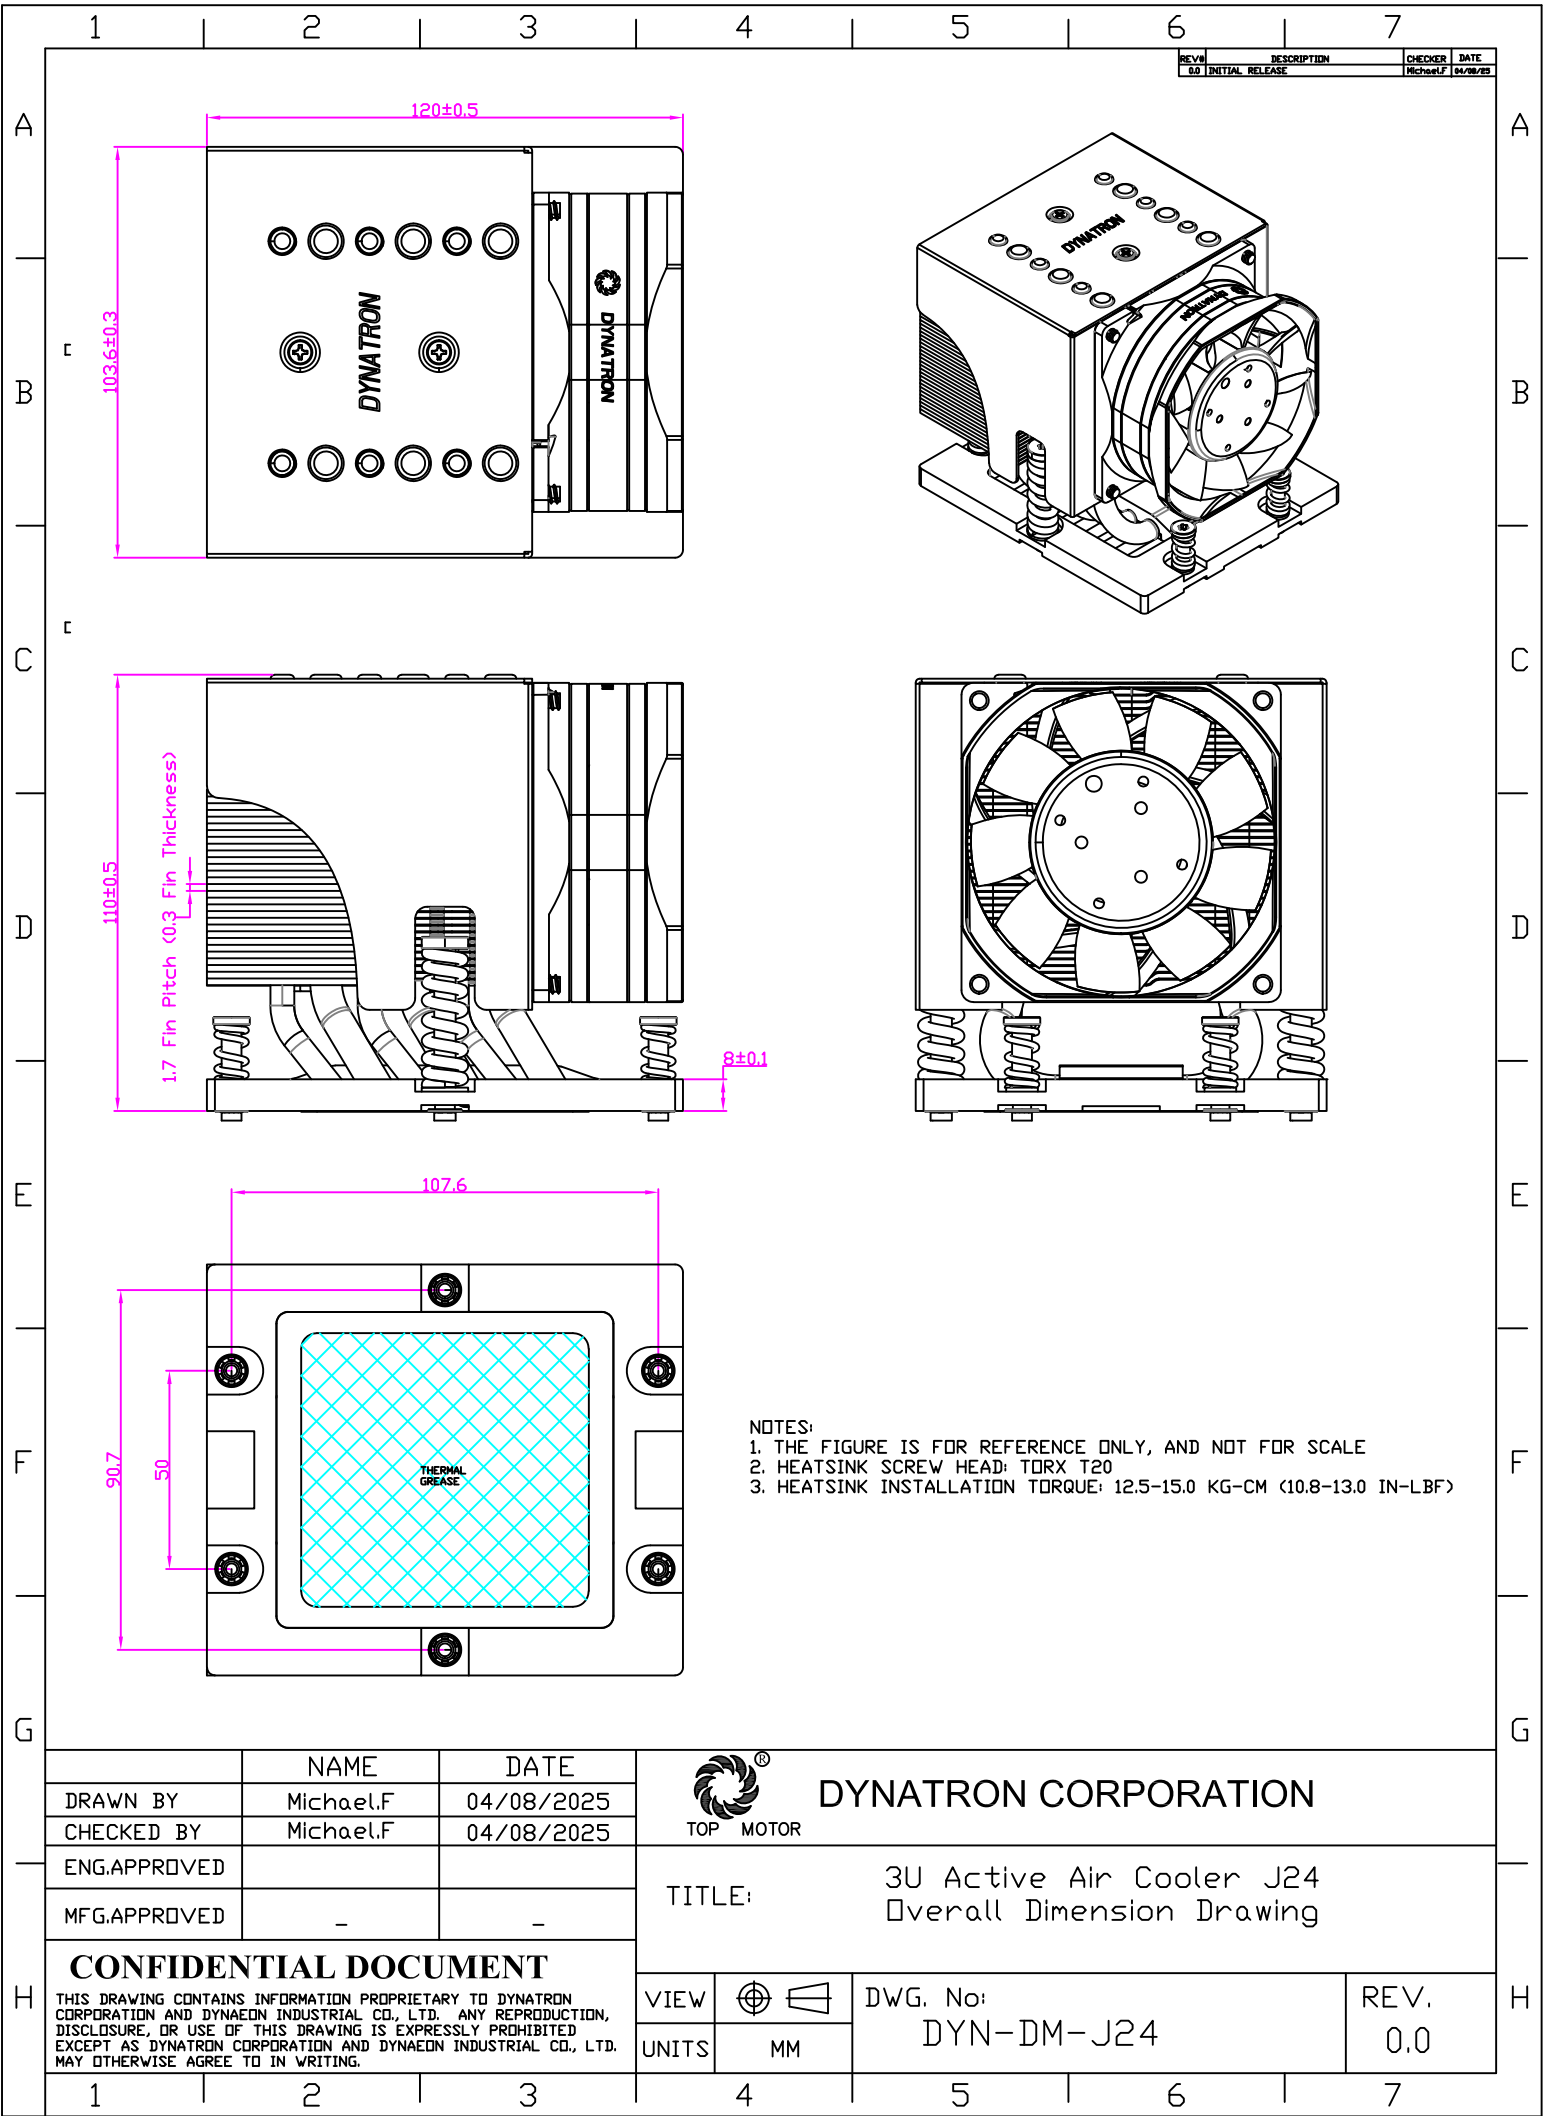 1 2 3 4 5 6 7
REV# DESCRIPTION CHECKER DATE
0.0 INITIAL RELEASE Michael.F 04/08/25
A A
120±0.5
DYNATRON
DYNATRON
103.6±0.3
DYNATRON
DYNATRON
B B
C C
110±0.5
1.7 Fin Pitch (0.3 Fin Thickness)
8±0.1
D D
E E
107.6
90.7
50
THERMAL
GREASE
F F
NOTES:
1. THE FIGURE IS FOR REFERENCE ONLY, AND NOT FOR SCALE
2. HEATSINK SCREW HEAD: TORX T20
3. HEATSINK INSTALLATION TORQUE: 12.5-15.0 KG-CM (10.8-13.0 IN-LBF)
G G
NAME DATE
DRAWN BY Michael.F 04/08/2025
CHECKED BY Michael.F 04/08/2025
ENG.APPROVED
MFG.APPROVED - -
®
TOP MOTOR
DYNATRON CORPORATION
TITLE:
3U Active Air Cooler J24
Overall Dimension Drawing
CONFIDENTIAL DOCUMENT
THIS DRAWING CONTAINS INFORMATION PROPRIETARY TO DYNATRON
CORPORATION AND DYNAEON INDUSTRIAL CO., LTD. ANY REPRODUCTION,
DISCLOSURE, OR USE OF THIS DRAWING IS EXPRESSLY PROHIBITED
EXCEPT AS DYNATRON CORPORATION AND DYNAEON INDUSTRIAL CO., LTD.
MAY OTHERWISE AGREE TO IN WRITING.
H H
VIEW
UNITS MM
DWG. No:
DYN-DM-J24
REV.
0.0
1 2 3 4 5 6 7